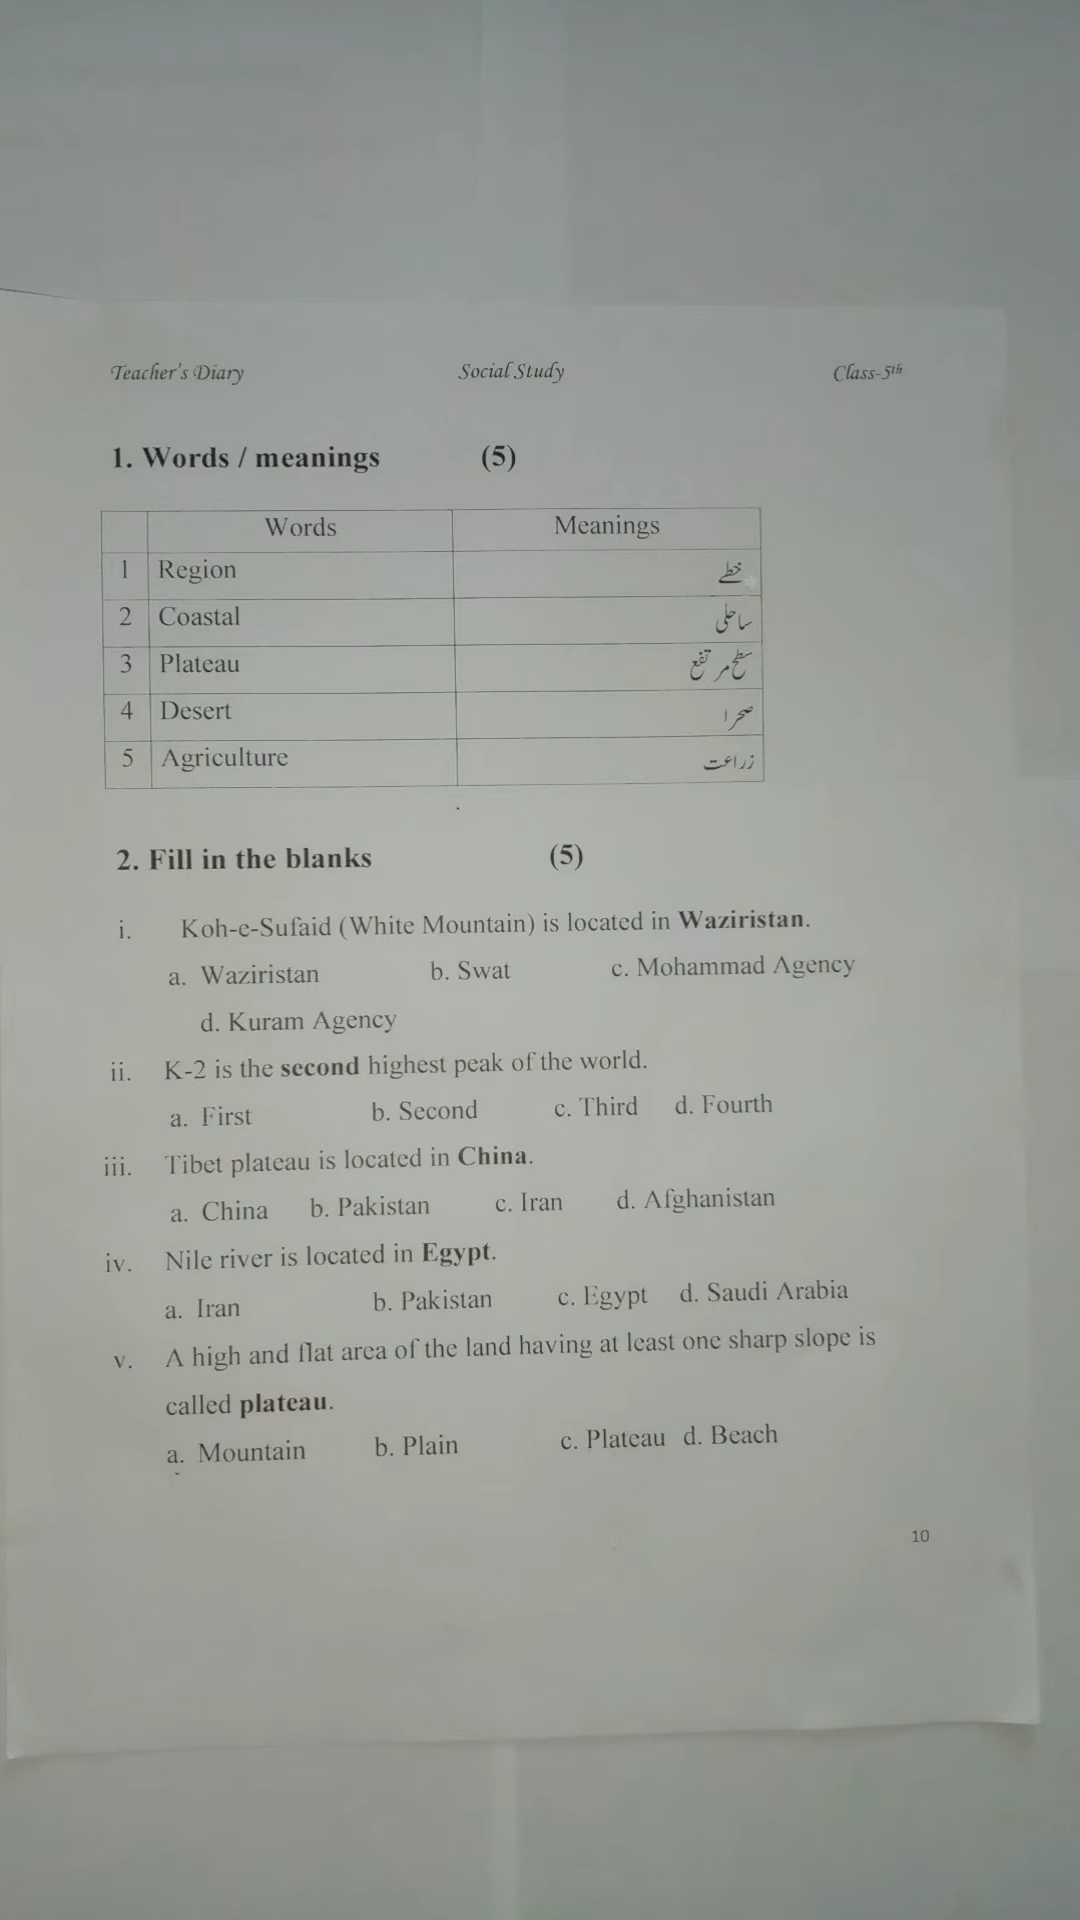 Teacher's Diary Social Study Class-5th
1. Words / meanings (5)
Words Meanings
1 Region خطے
2 Coastal ساحلی
3 Plateau سطح مرتفع
4 Desert صحرا
5 Agriculture زراعت
2. Fill in the blanks (5)
i. Koh-e-Sufaid (White Mountain) is located in Waziristan.
a. Waziristan b. Swat c. Mohammad Agency
d. Kuram Agency
ii. K-2 is the second highest peak of the world.
a. First b. Second c. Third d. Fourth
iii. Tibet plateau is located in China.
a. China b. Pakistan c. Iran d. Afghanistan
iv. Nile river is located in Egypt.
a. Iran b. Pakistan c. Egypt d. Saudi Arabia
v. A high and flat area of the land having at least one sharp slope is
called plateau.
a. Mountain b. Plain c. Plateau d. Beach
10